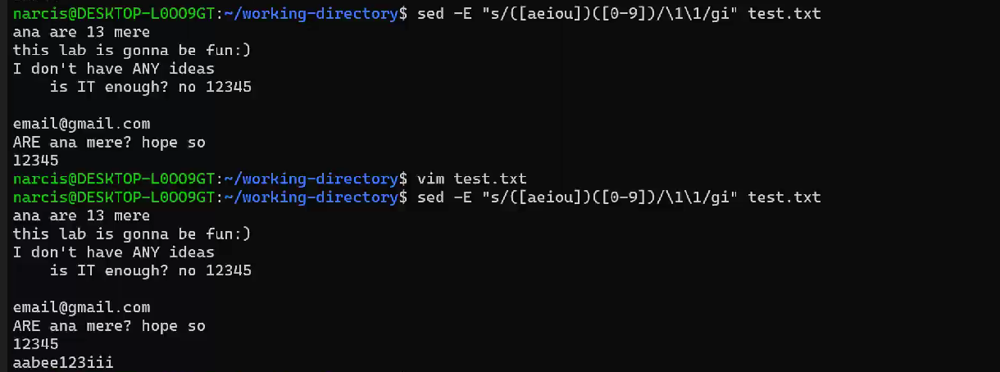 narcis@DESKTOP-L0OO9GT:~/working-directory$ sed -E "s/([aeiou])([0-9])/\1\1/gi" test.txt
ana are 13 mere
this lab is gonna be fun:)
I don't have ANY ideas
    is IT enough? no 12345

email@gmail.com
ARE ana mere? hope so
12345
narcis@DESKTOP-L0OO9GT:~/working-directory$ vim test.txt
narcis@DESKTOP-L0OO9GT:~/working-directory$ sed -E "s/([aeiou])([0-9])/\1\1/gi" test.txt
ana are 13 mere
this lab is gonna be fun:)
I don't have ANY ideas
    is IT enough? no 12345

email@gmail.com
ARE ana mere? hope so
12345
aabee123iii